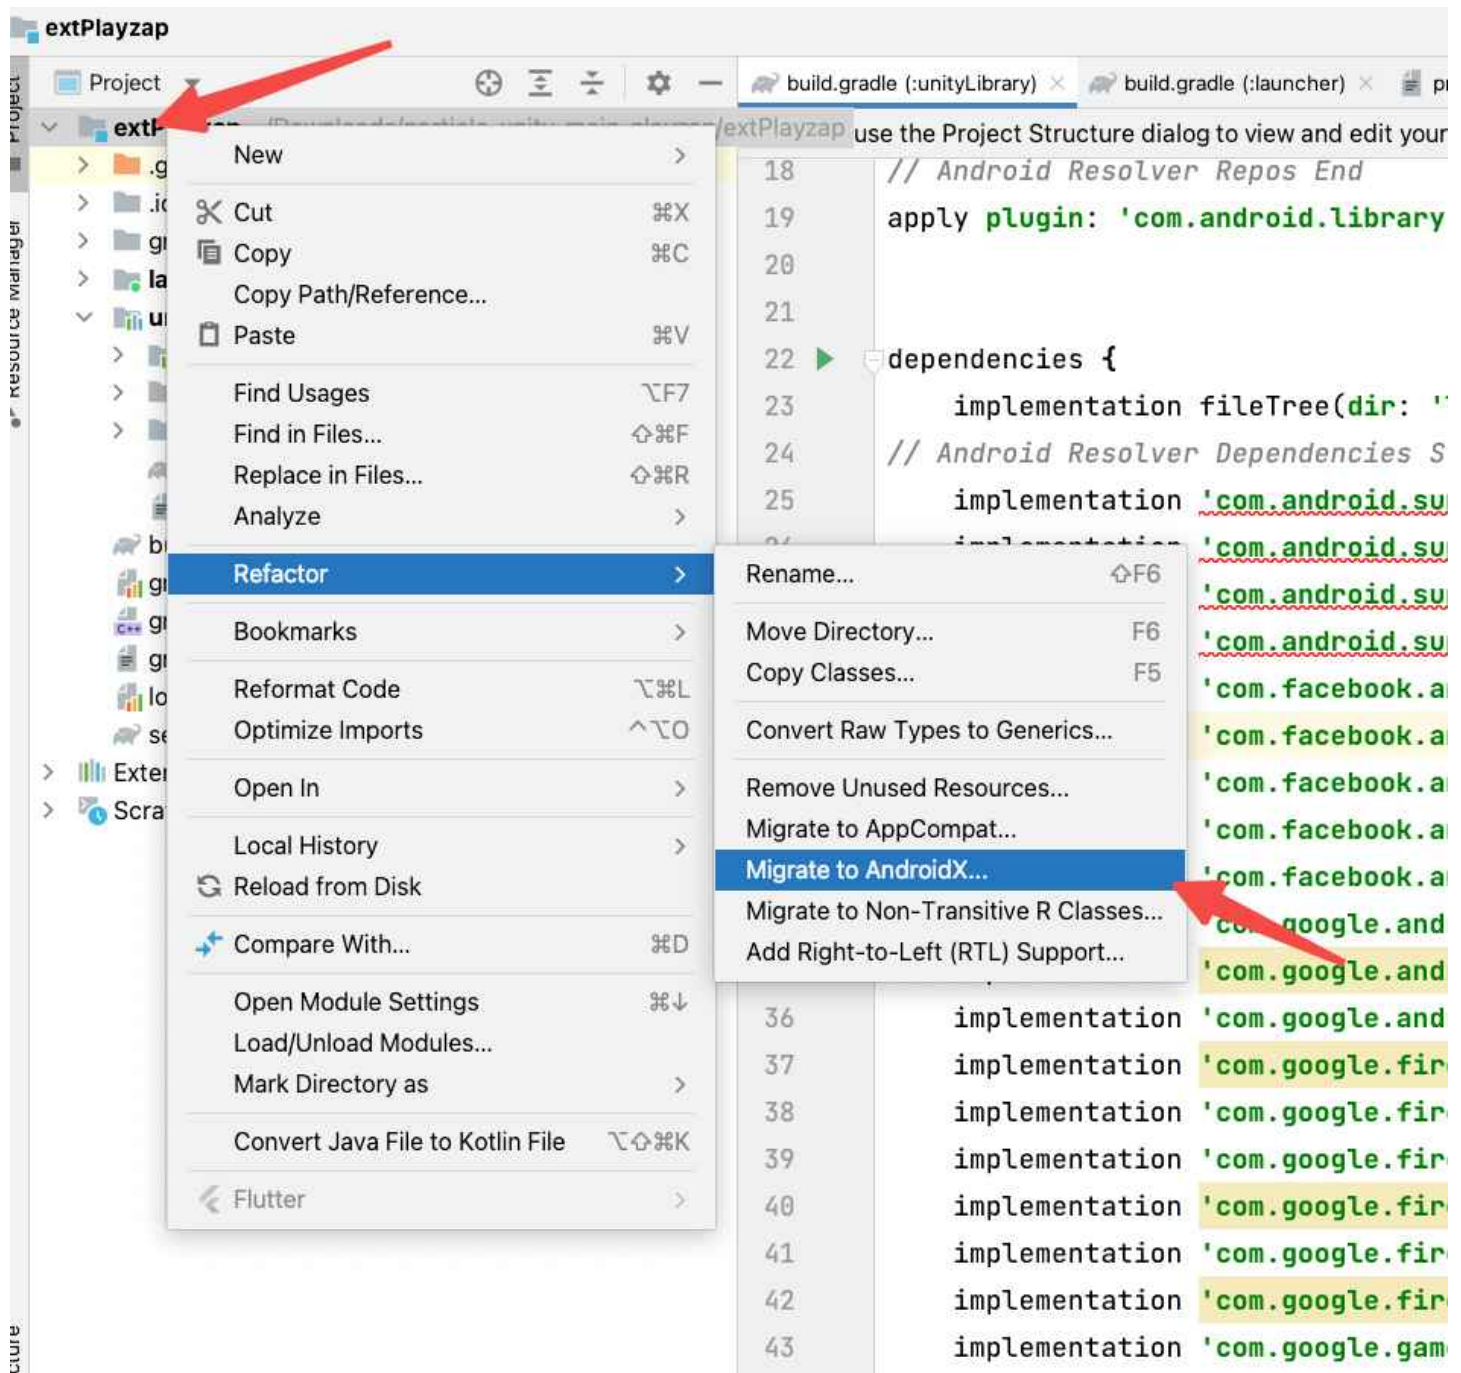 extPlayzap
Project
build.gradle (:unityLibrary)
build.gradle (:launcher)
Project
Resource Manager
extPlayzap
use the Project Structure dialog to view and edit your
New
Cut ⌘X
Copy ⌘C
Copy Path/Reference...
Paste ⌘V
Find Usages ⌥F7
Find in Files... ⇧⌘F
Replace in Files... ⇧⌘R
Analyze
Refactor
Bookmarks
Reformat Code ⌥⌘L
Optimize Imports ^⌥O
Open In
Local History
Reload from Disk
Compare With... ⌘D
Open Module Settings ⌘↓
Load/Unload Modules...
Mark Directory as
Convert Java File to Kotlin File ⌥⇧⌘K
Flutter
Rename... ⇧F6
Move Directory... F6
Copy Classes... F5
Convert Raw Types to Generics...
Remove Unused Resources...
Migrate to AppCompat...
Migrate to AndroidX...
Migrate to Non-Transitive R Classes...
Add Right-to-Left (RTL) Support...
18 // Android Resolver Repos End
19 apply plugin: 'com.android.library
20
21
22 dependencies {
23 implementation fileTree(dir: '
24 // Android Resolver Dependencies S
25 implementation 'com.android.su
implementation 'com.android.su
'com.android.su
'com.android.su
'com.facebook.a
'com.facebook.a
'com.facebook.a
'com.facebook.a
'com.facebook.a
'com.google.and
'com.google.and
36 implementation 'com.google.and
37 implementation 'com.google.fir
38 implementation 'com.google.fir
39 implementation 'com.google.fir
40 implementation 'com.google.fir
41 implementation 'com.google.fir
42 implementation 'com.google.fir
43 implementation 'com.google.gam